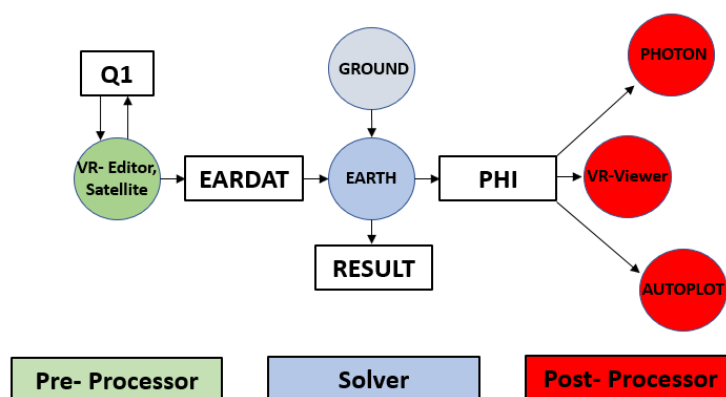 PHOTON
GROUND
Q1
VR- Editor,
Satellite
EARDAT
EARTH
PHI
VR-Viewer
RESULT
AUTOPLOT
Pre- Processor
Solver
Post- Processor